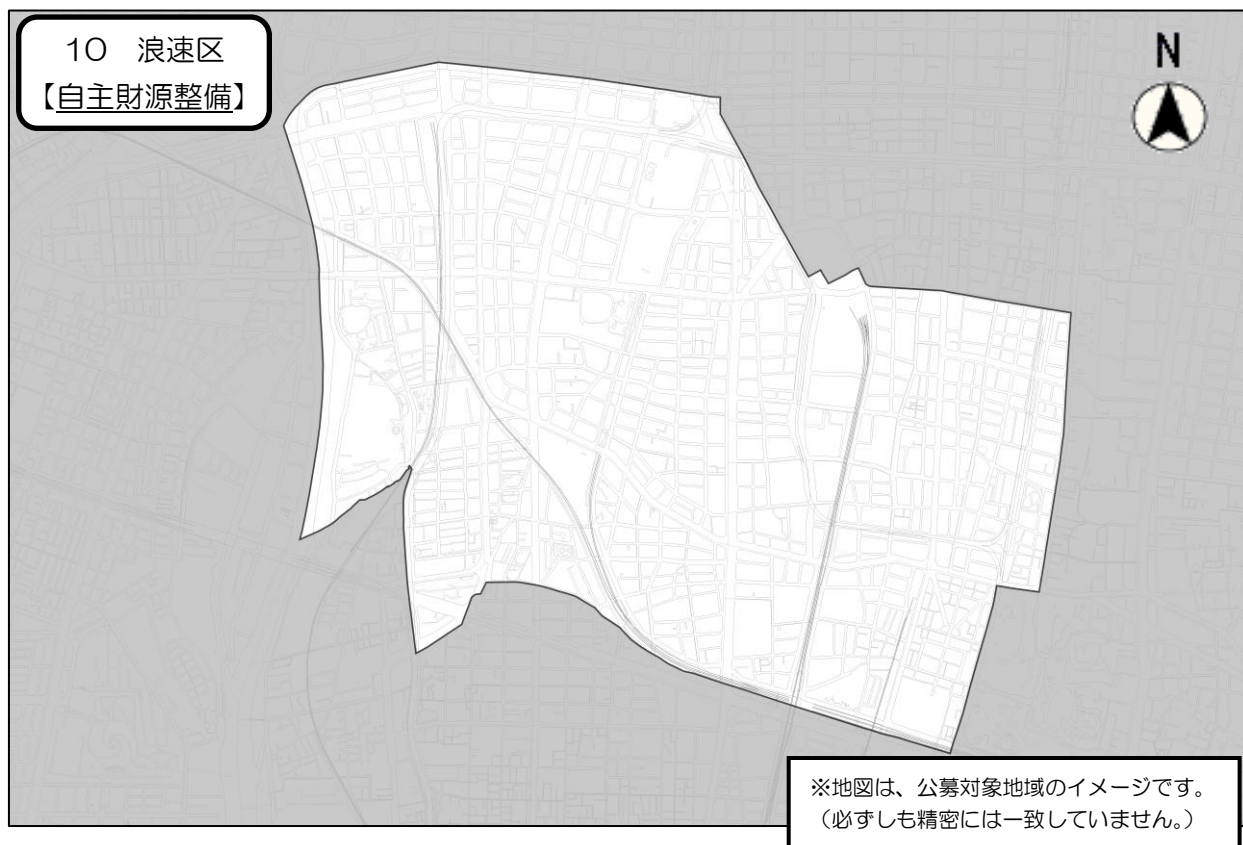 10　浪速区
【自主財源整備】
N
※地図は、公募対象地域のイメージです。
（必ずしも精密には一致していません。）